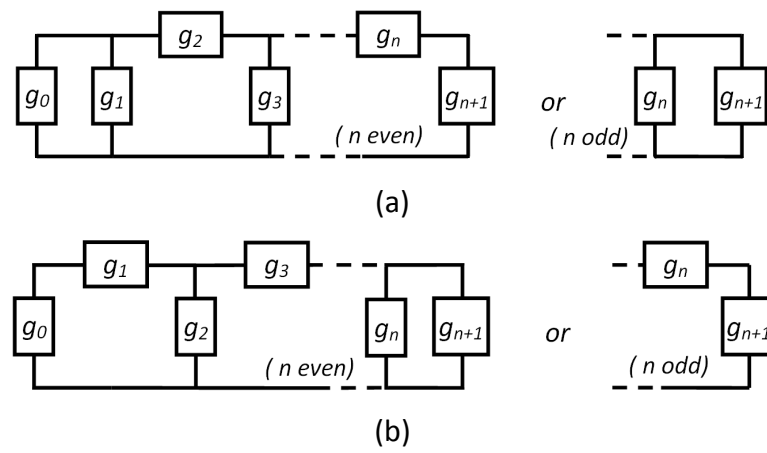 g2 gn
g0 g1 g3 gn+1 or gn gn+1
( n even) ( n odd)
(a)
g1 g3 gn
g0 g2 gn gn+1 or gn+1
( n even) ( n odd)
(b)